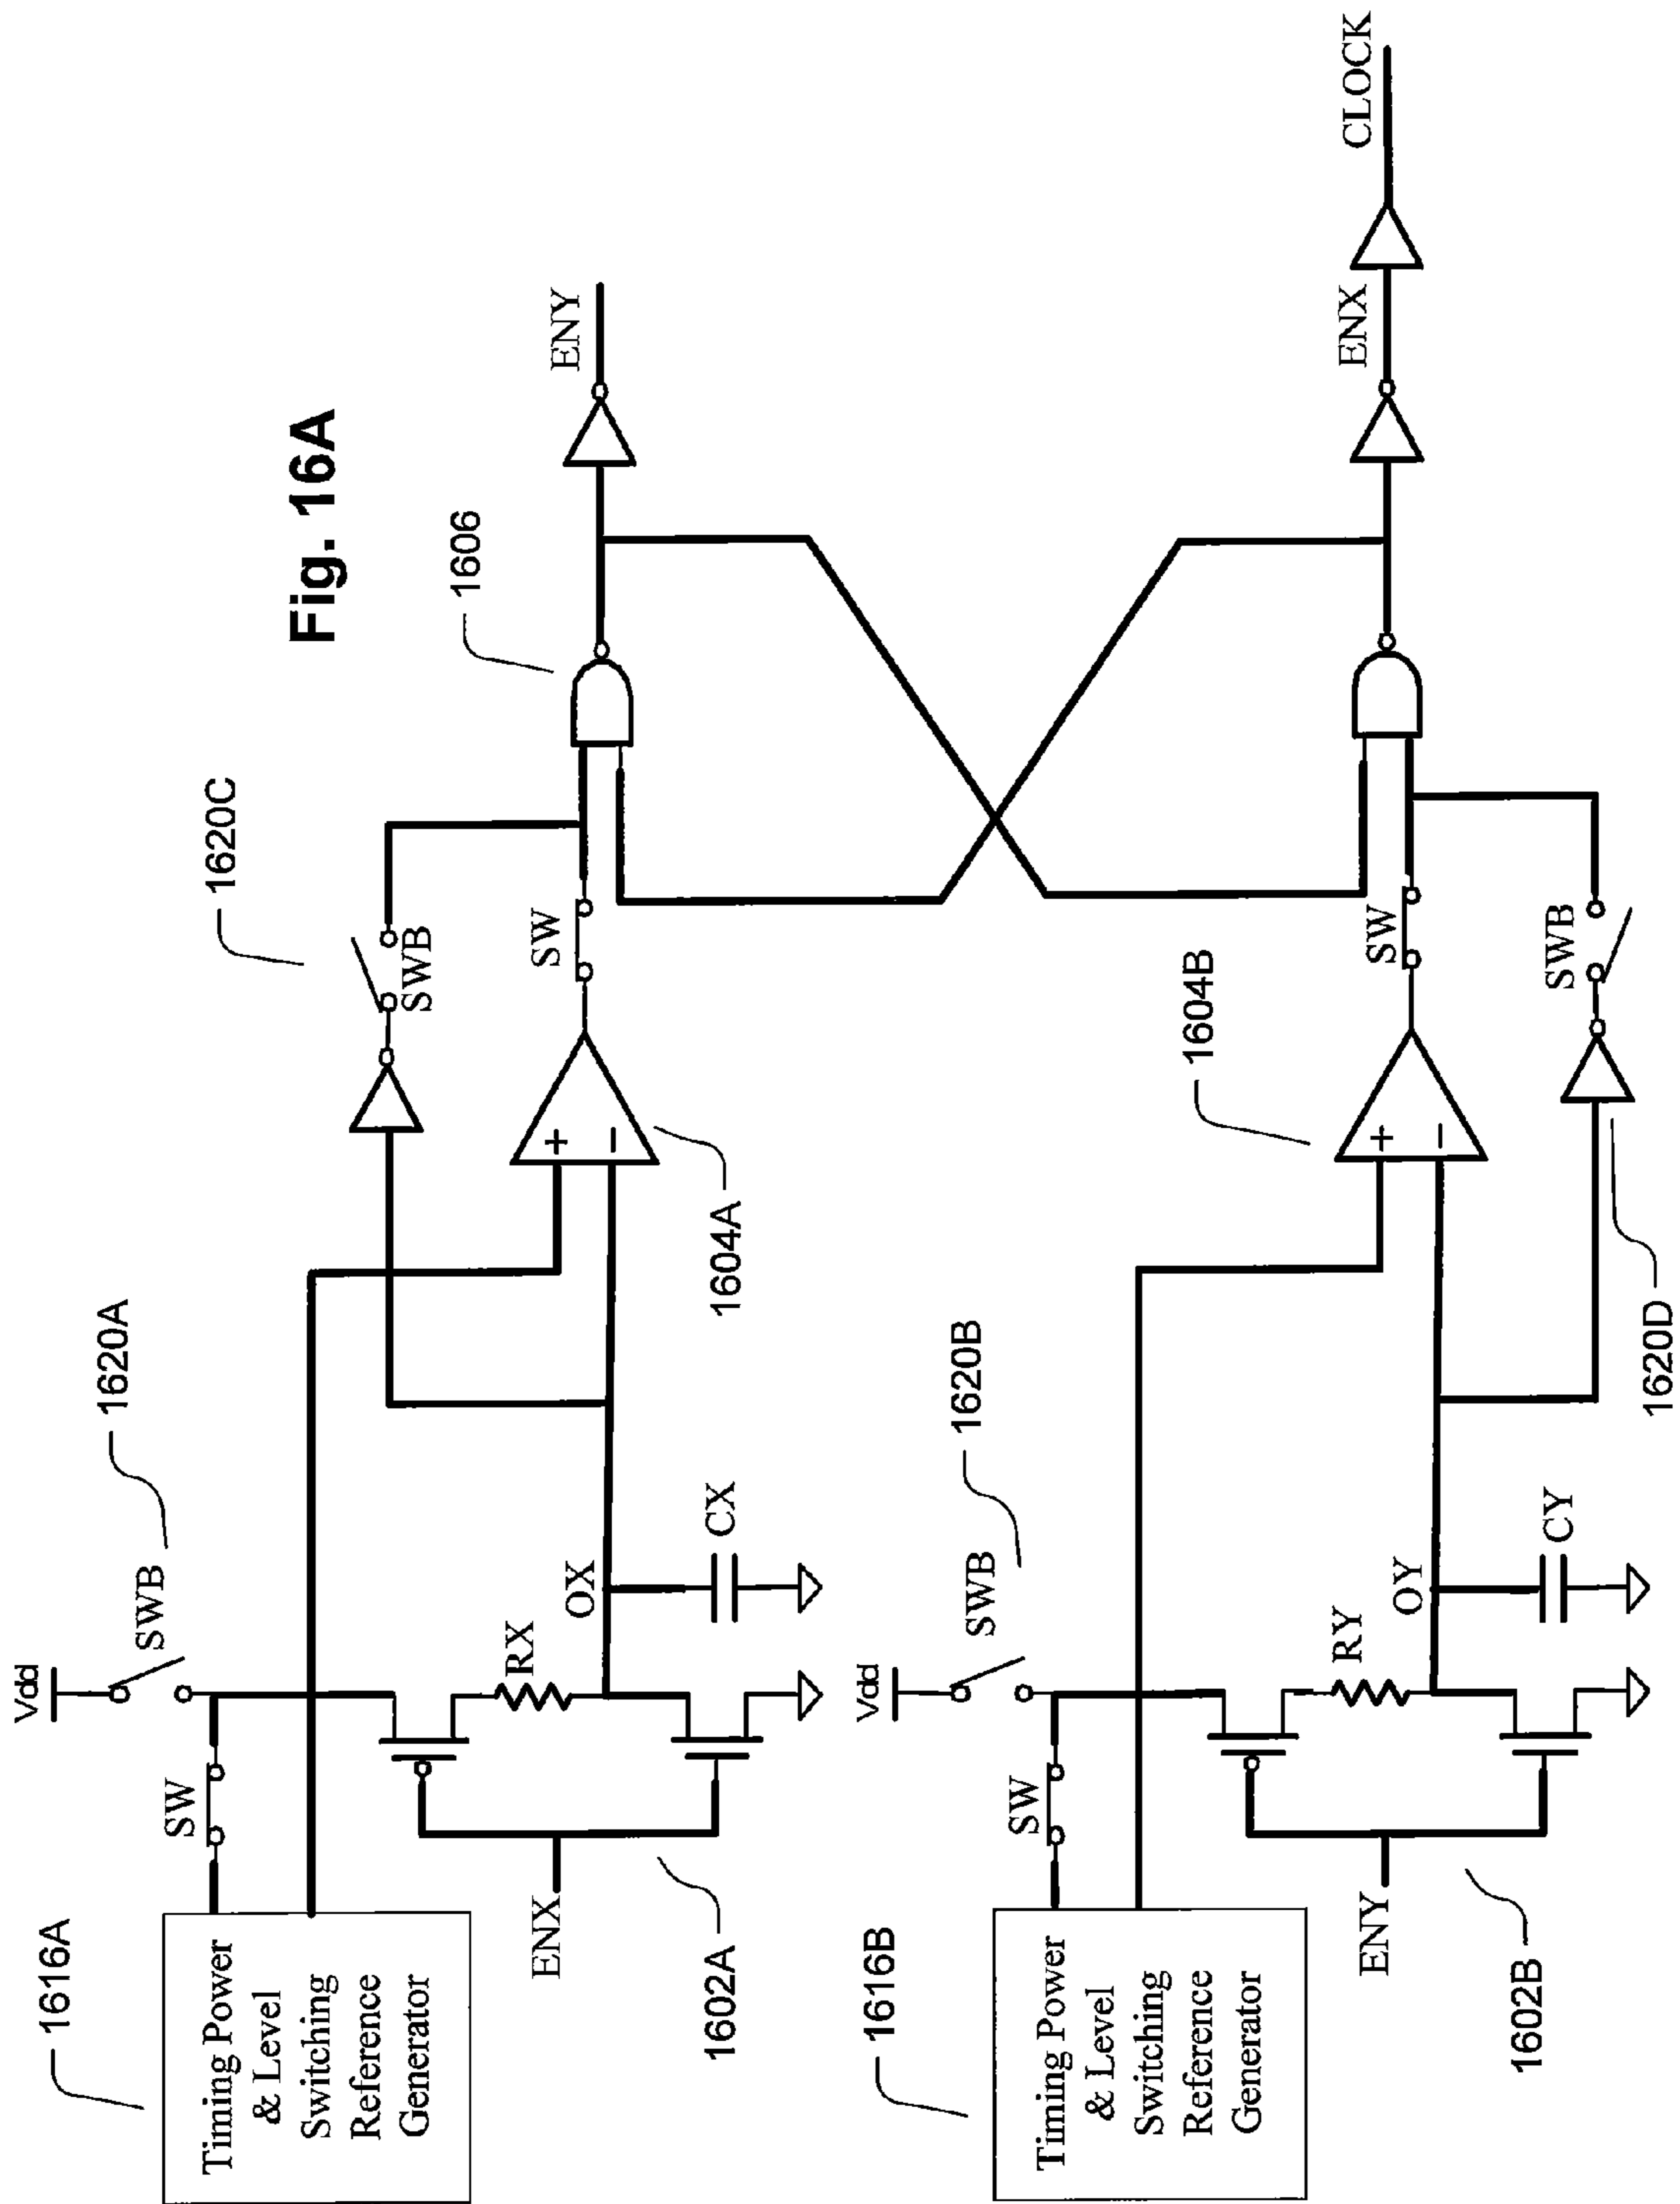 Fig. 16A
1616A
Timing Power
& Level
Switching
Reference
Generator
SW
Vdd
SWB
1620A
ENX
1602A
RX
OX
CX
1604A
+
−
SWB
1620C
SW
1606
ENY
1616B
Timing Power
& Level
Switching
Reference
Generator
SW
Vdd
SWB
1620B
ENY
1602B
RY
OY
CY
1604B
+
−
1620D
SW
SWB
ENX
CLOCK